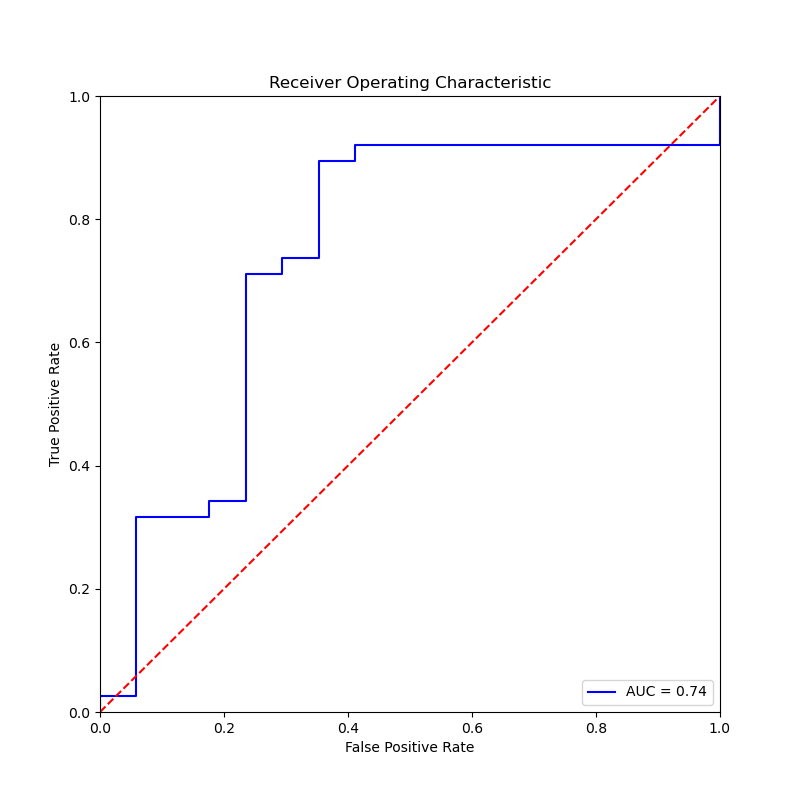 Receiver Operating Characteristic
1.0
0.8
0.6
0.4
0.2
0.0
True Positive Rate
AUC = 0.74
0.0 0.2 0.4 0.6 0.8 1.0
False Positive Rate